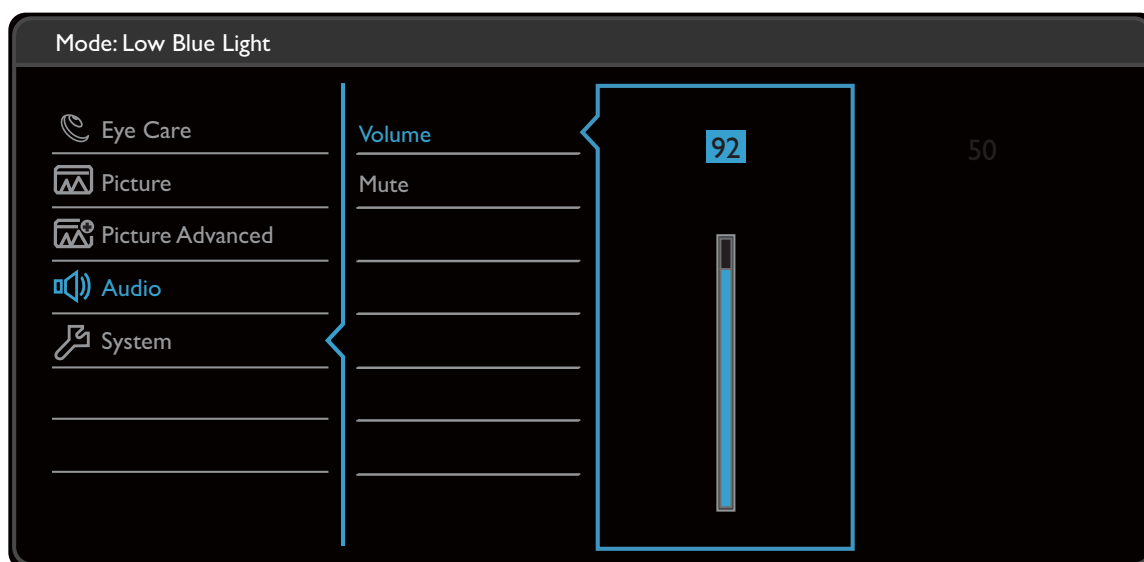 Mode: Low Blue Light
Eye Care
Picture
Picture Advanced
Audio
System
Volume
Mute
92
50